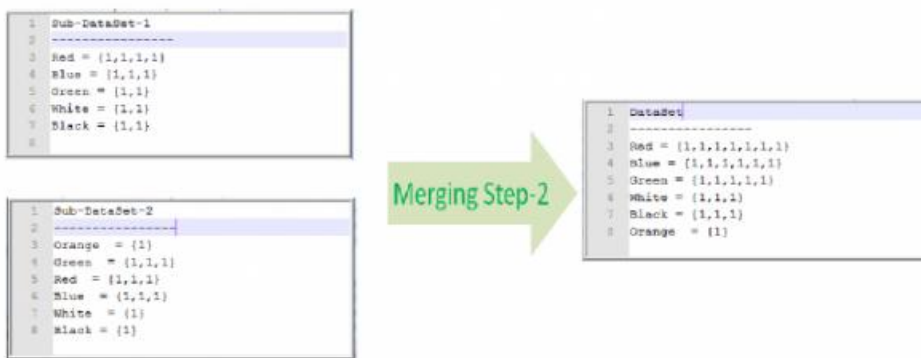 1 Sub-DataSet-1
2 ----------------
3 Red = {1,1,1,1}
4 Blue = {1,1,1}
5 Green = {1,1}
6 White = {1,1}
7 Black = {1,1}
8
1 Sub-DataSet-2
2 ----------------
3 Orange = {1}
4 Green = {1,1,1}
5 Red = {1,1,1}
6 Blue = {1,1,1}
7 White = {1}
8 Black = {1}
Merging Step-2
1 DataSet
2 ----------------
3 Red = {1,1,1,1,1,1,1}
4 Blue = {1,1,1,1,1,1}
5 Green = {1,1,1,1,1}
6 White = {1,1,1}
7 Black = {1,1,1}
8 Orange = {1}